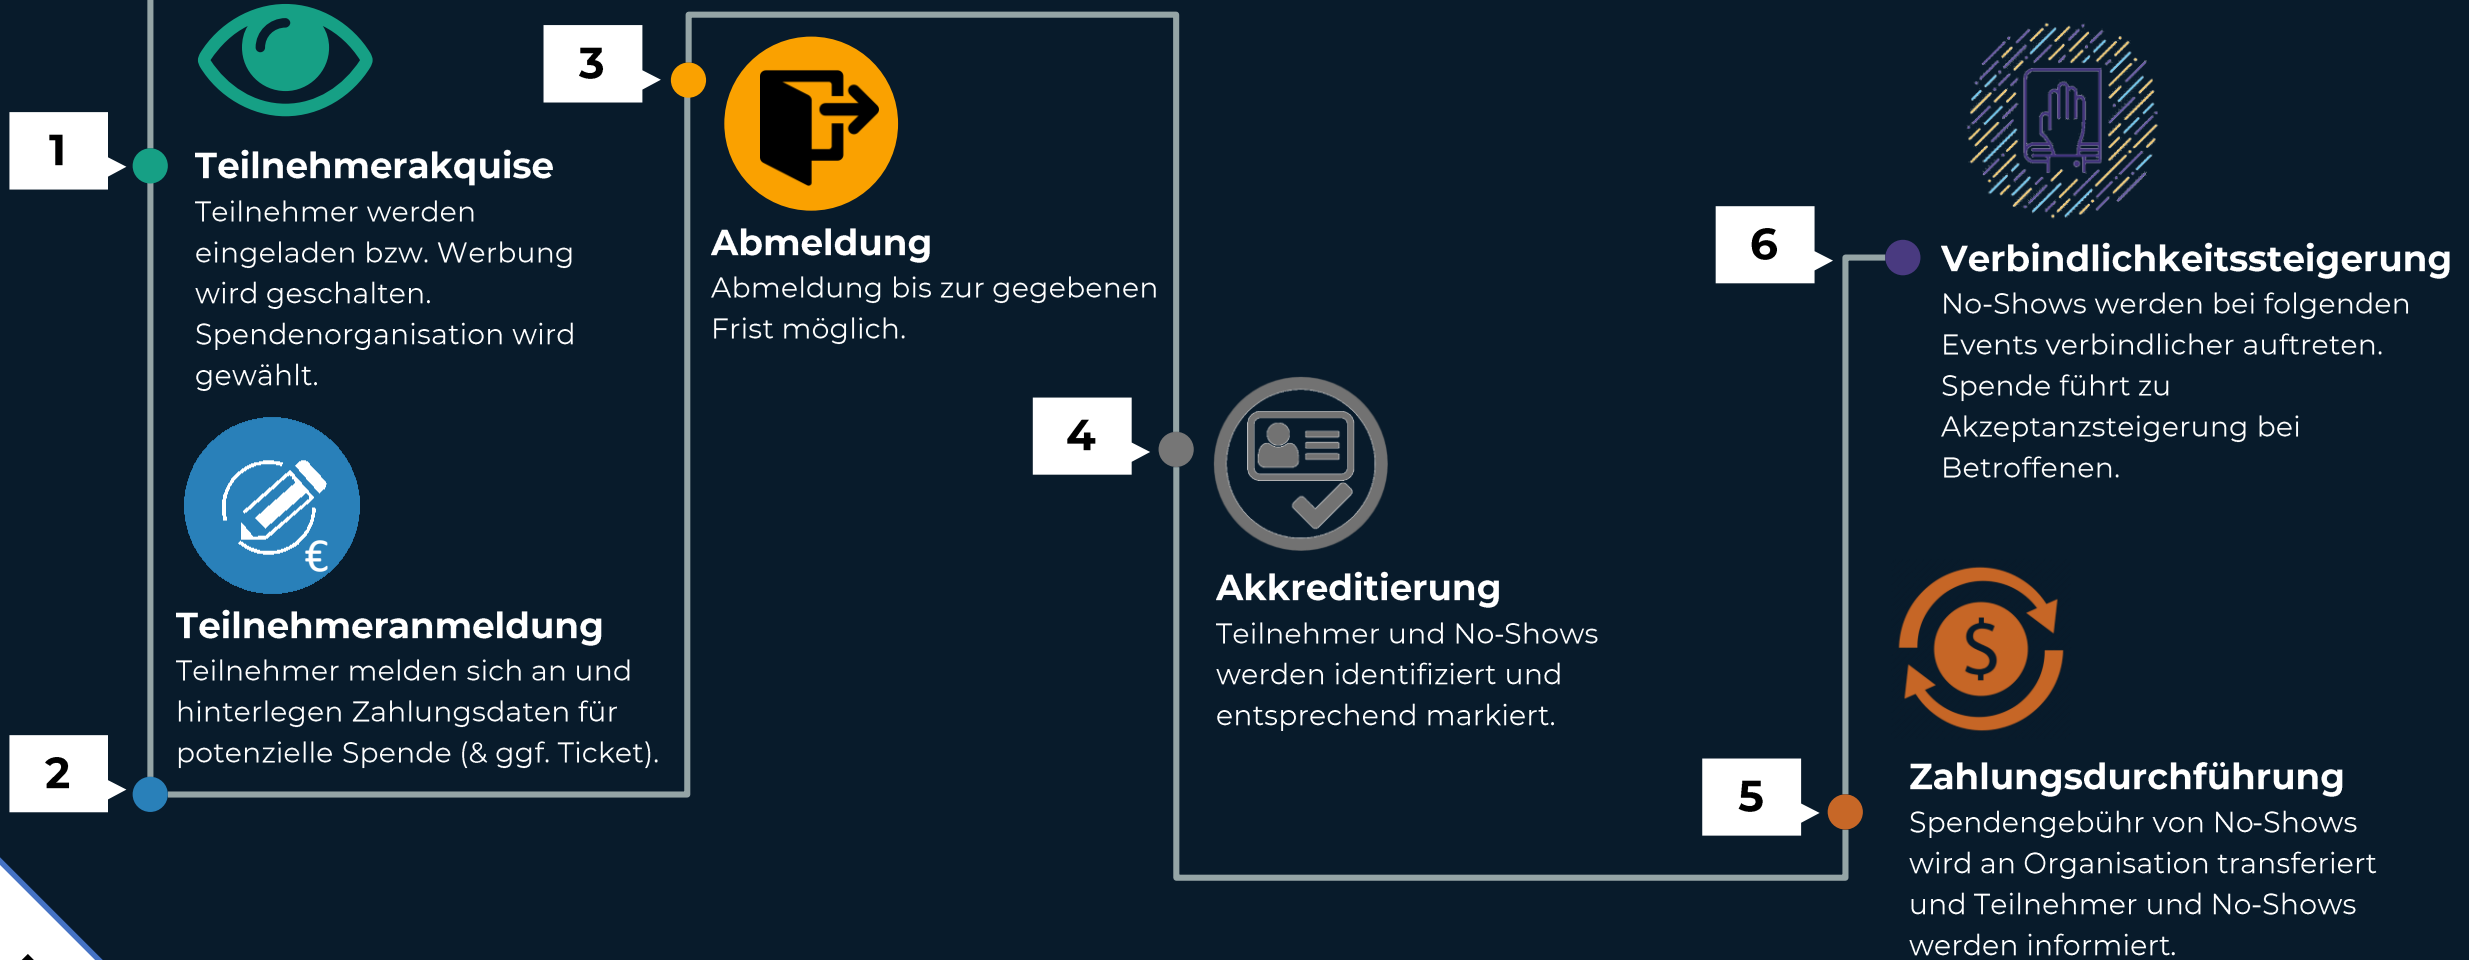 1
Teilnehmerakquise
Teilnehmer werden
eingeladen bzw. Werbung
wird geschalten.
Spendenorganisation wird
gewählt.
2
€
Teilnehmeranmeldung
Teilnehmer melden sich an und
hinterlegen Zahlungsdaten für
potenzielle Spende (& ggf. Ticket).
3
Abmeldung
Abmeldung bis zur gegebenen
Frist möglich.
4
Akkreditierung
Teilnehmer und No-Shows
werden identifiziert und
entsprechend markiert.
5
$
Zahlungsdurchführung
Spendengebühr von No-Shows
wird an Organisation transferiert
und Teilnehmer und No-Shows
werden informiert.
6
Verbindlichkeitssteigerung
No-Shows werden bei folgenden
Events verbindlicher auftreten.
Spende führt zu
Akzeptanzsteigerung bei
Betroffenen.